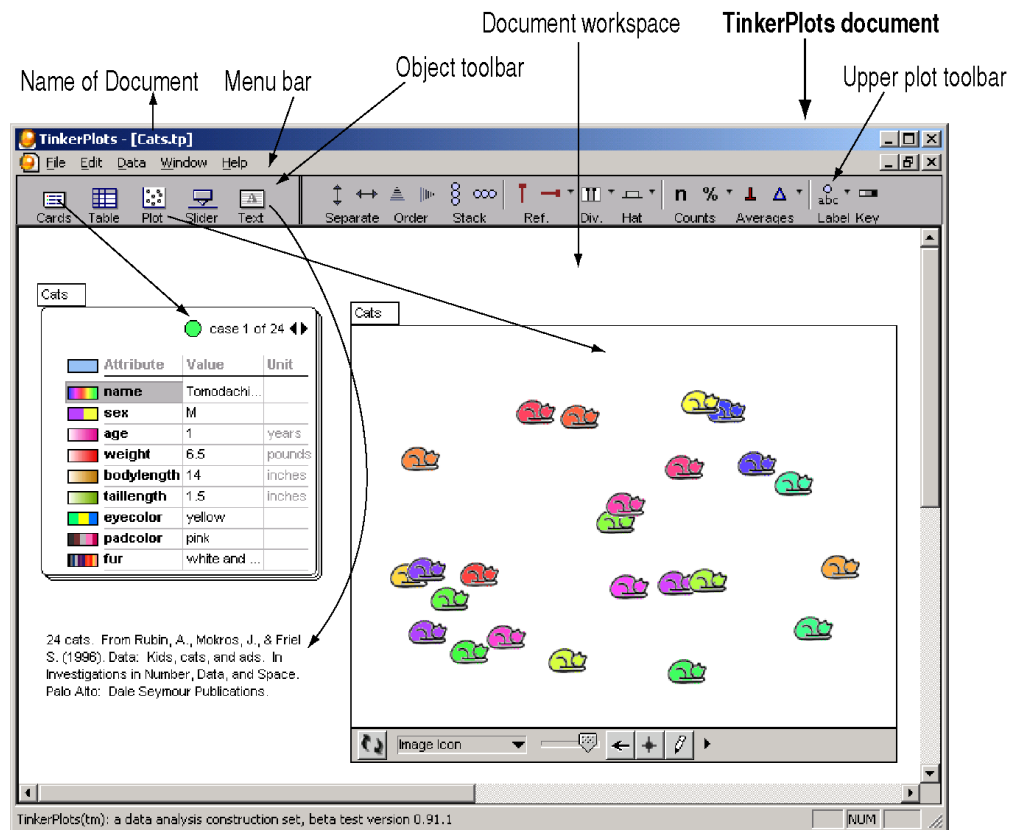 Document workspace
TinkerPlots document
Name of Document
Menu bar
Object toolbar
Upper plot toolbar
TinkerPlots - [Cats.tp]
File Edit Data Window Help
Cards Table Plot Slider Text Separate Order Stack Ref. Div. Hat n % Counts Averages abc Label Key
Cats
case 1 of 24
Attribute Value Unit
name Tomodachi...
sex M
age 1 years
weight 6.5 pounds
bodylength 14 inches
taillength 1.5 inches
eyecolor yellow
padcolor pink
fur white and ...
24 cats. From Rubin, A., Mokros, J., & Friel
S. (1996). Data: Kids, cats, and ads. In
Investigations in Number, Data, and Space.
Palo Alto: Dale Seymour Publications.
Cats
Image Icon
TinkerPlots(tm): a data analysis construction set, beta test version 0.91.1
NUM